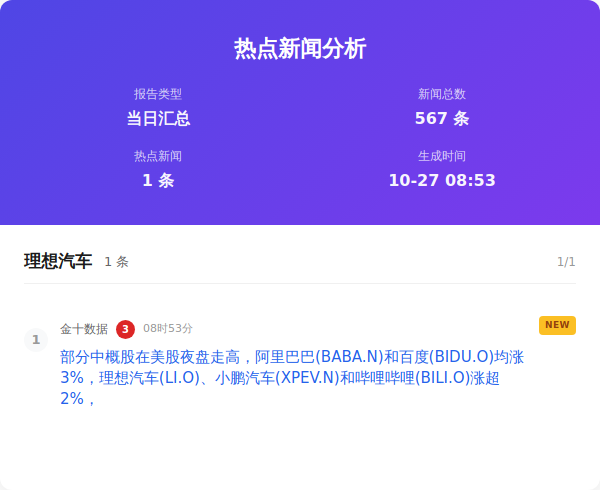 热点新闻分析
报告类型
新闻总数
当日汇总
567 条
热点新闻
生成时间
1 条
10-27 08:53
理想汽车 1 条 1/1
1 金十数据 3 08时53分 NEW
部分中概股在美股夜盘走高，阿里巴巴(BABA.N)和百度(BIDU.O)均涨
3%，理想汽车(LI.O)、小鹏汽车(XPEV.N)和哔哩哔哩(BILI.O)涨超
2%，